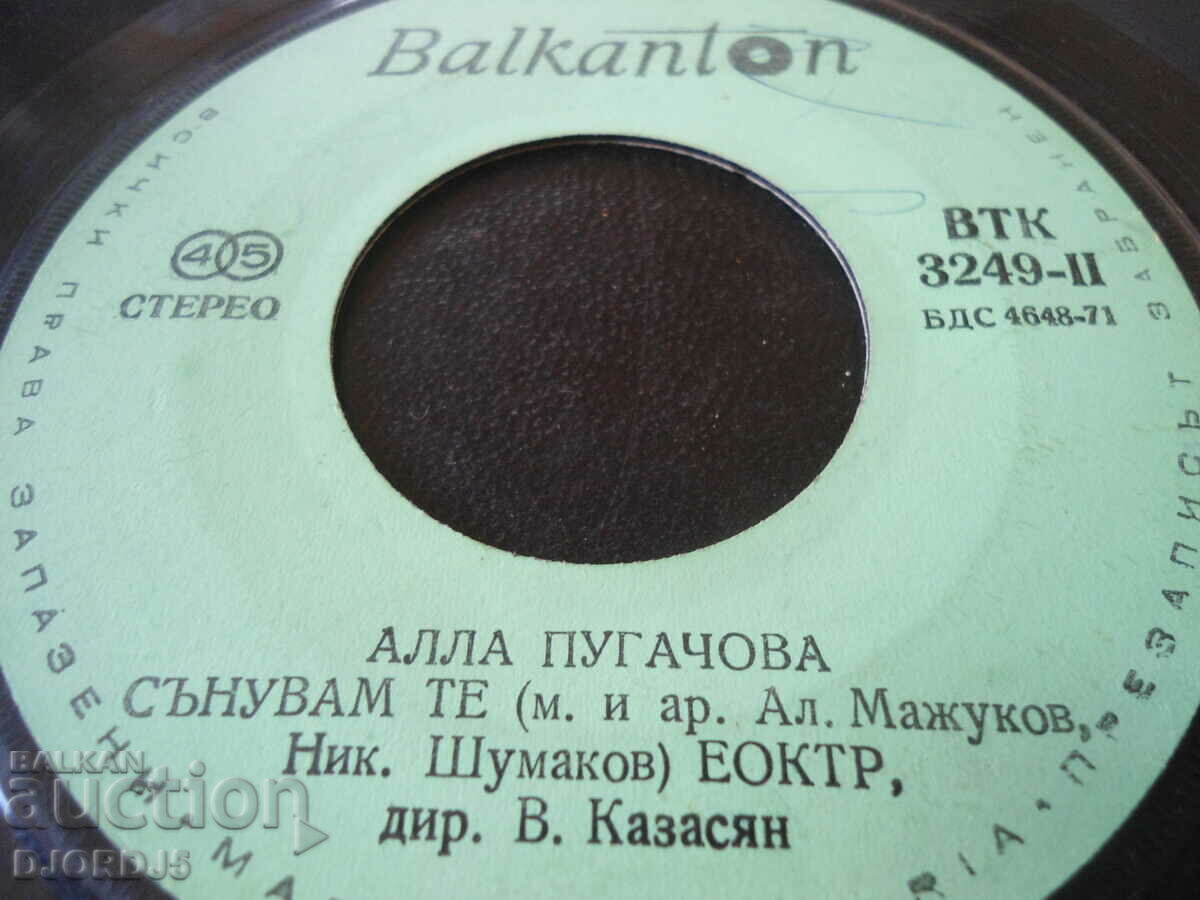 Balkanton
45
СТЕРЕО
ВТК
3249-II
БДС 4648-71
АЛЛА ПУГАЧОВА
СЪНУВАМ ТЕ (м. и ар. Ал. Мажуков,
Ник. Шумаков) ЕОКТР,
дир. В. Казасян
ВСИЧКИ ПРАВА ЗАПАЗЕНИ
ПРЕЗАПИСЪТ ЗАБРАНЕН
BALKAN
auction
DJORDJ5